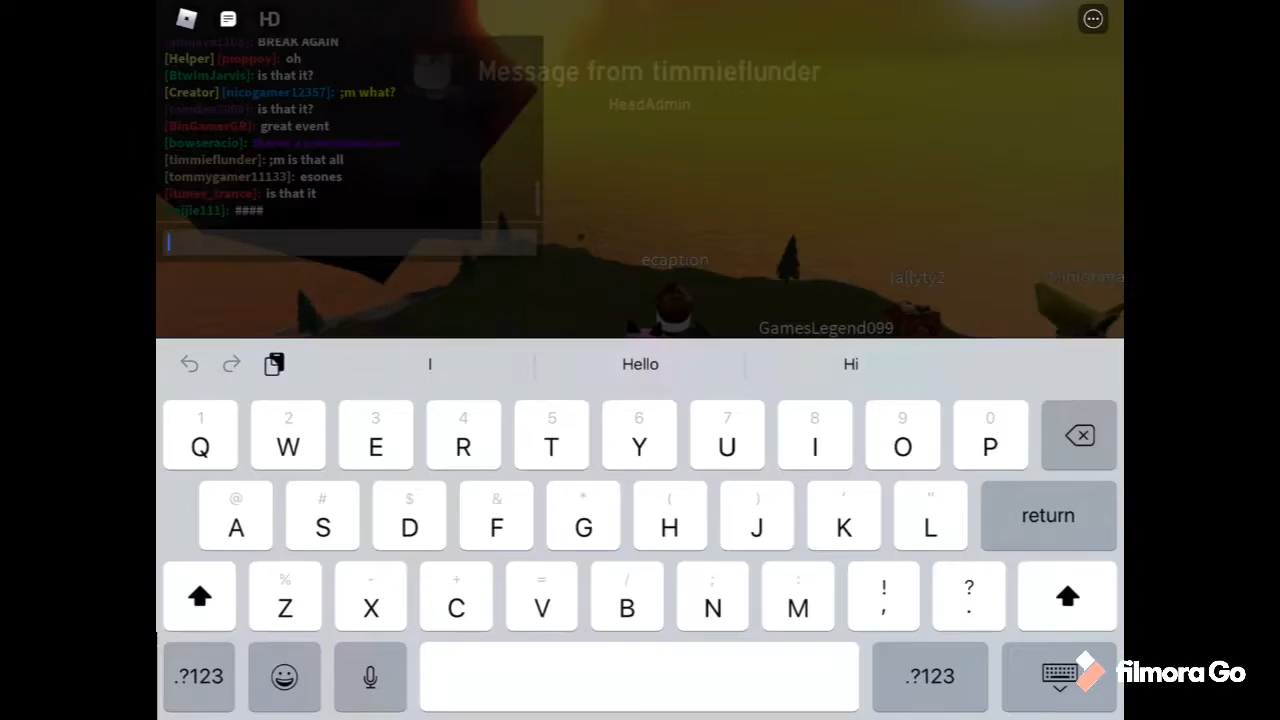 HD
BREAK AGAIN
[Helper] [pioppoy]: oh
[BtwImJarvis]: is that it?
[Creator] [nicogamer12357]: ;m what?
is that it?
[BinGamerGR]: great event
[bowseracio]:
[timmieflunder]: ;m is that all
[tommygamer11133]: esones
[itunes_trance]: is that it
####
Message from timmieflunder
HeadAdmin
ecaption
GamesLegend099
I Hello Hi
1 2 3 4 5 6 7 8 9 0
Q W E R T Y U I O P
@ # $ & * ( ) ' "
A S D F G H J K L return
% - + = / ; : ! ?
Z X C V B N M , .
.?123 .?123
filmora Go